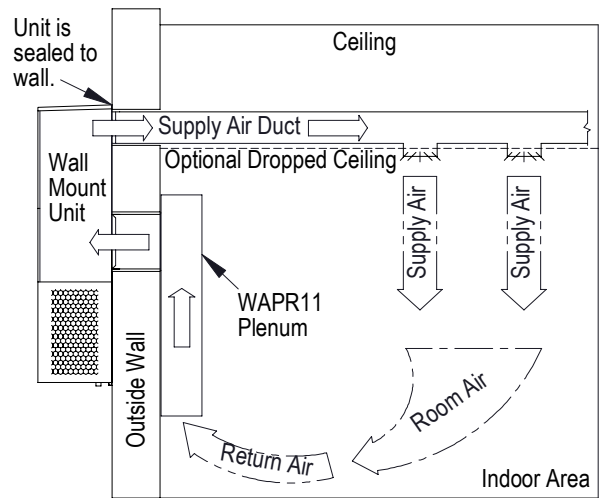 Unit is
sealed to
wall.
Ceiling
Supply Air Duct
Optional Dropped Ceiling
Wall
Mount
Unit
Supply Air
Supply Air
WAPR11
Plenum
Outside Wall
Room Air
Return Air
Indoor Area